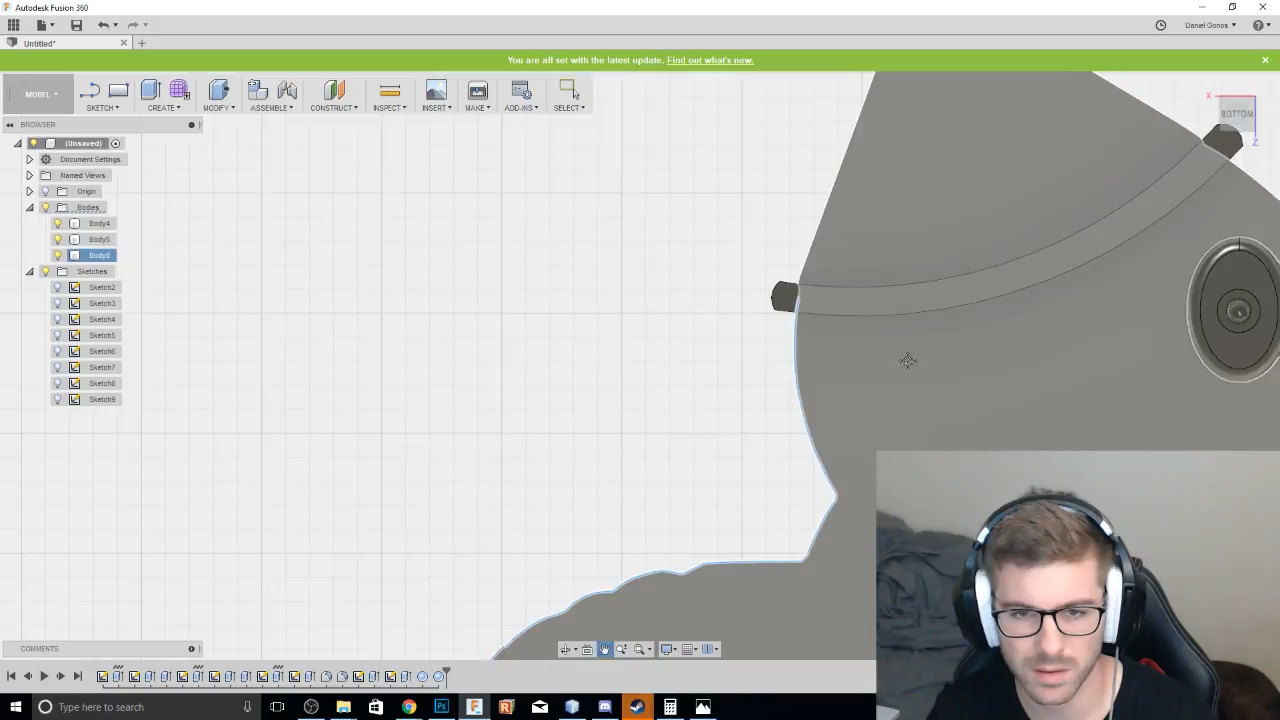 Autodesk Fusion 360
Daniel Gonos
Untitled*
You are all set with the latest update. Find out what's new.
MODEL
SKETCH
CREATE
MODIFY
ASSEMBLE
CONSTRUCT
INSPECT
INSERT
MAKE
ADD-INS
SELECT
BROWSER
(Unsaved)
Document Settings
Named Views
Origin
Bodies
Body4
Body5
Body6
Sketches
Sketch2
Sketch3
Sketch4
Sketch5
Sketch6
Sketch7
Sketch8
Sketch9
X
BOTTOM
Z
COMMENTS
Type here to search